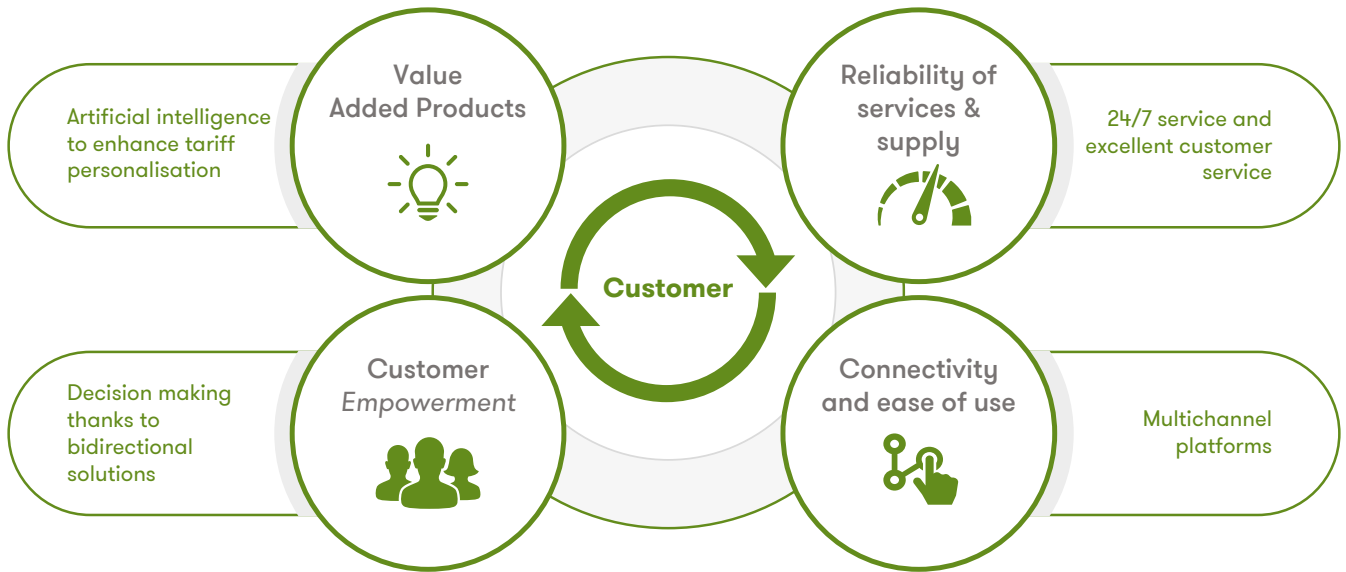 Value
Added Products
Artificial intelligence
to enhance tariff
personalisation
Reliability of
services &
supply
24/7 service and
excellent customer
service
Customer
Customer
Empowerment
Decision making
thanks to
bidirectional
solutions
Connectivity
and ease of use
Multichannel
platforms